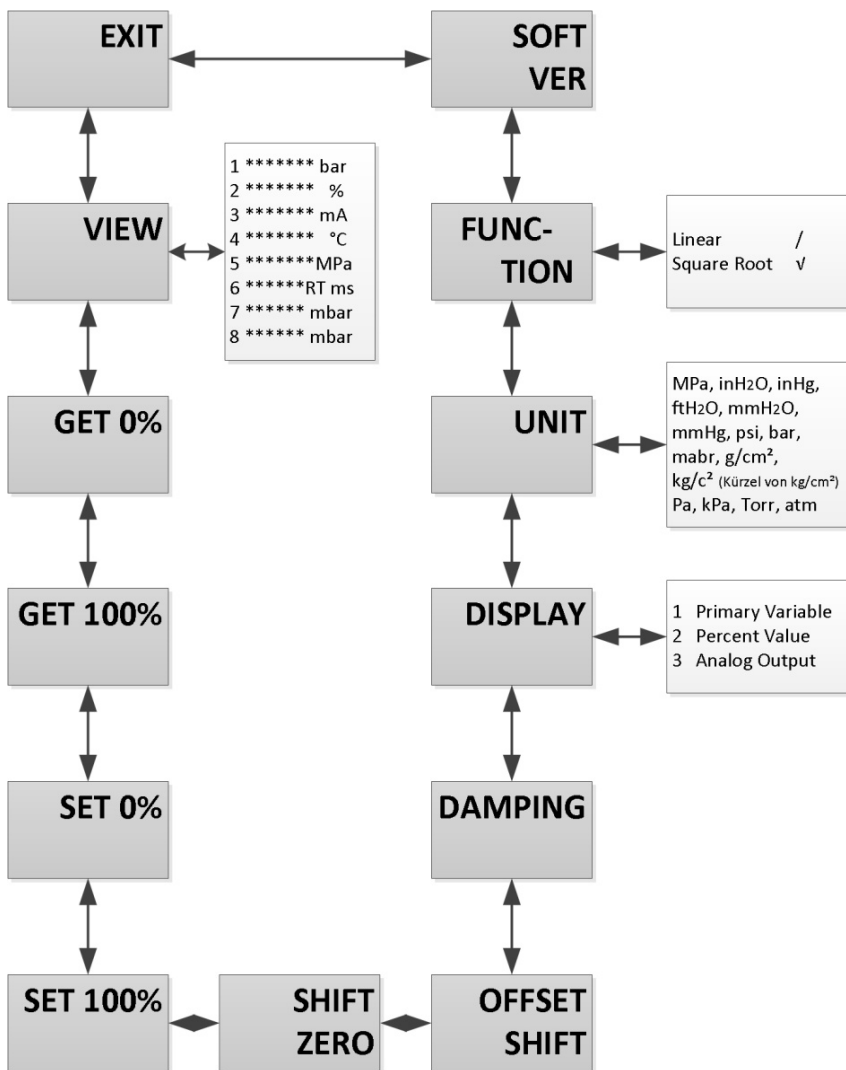 EXIT
SOFT
VER
VIEW
1 ******* bar
2 ******* %
3 ******* mA
4 ******* °C
5 *******MPa
6 ******RT ms
7 ****** mbar
8 ****** mbar
FUNC-
TION
Linear /
Square Root √
GET 0%
UNIT
MPa, inH2O, inHg,
ftH2O, mmH2O,
mmHg, psi, bar,
mabr, g/cm²,
kg/c² (Kürzel von kg/cm²)
Pa, kPa, Torr, atm
GET 100%
DISPLAY
1 Primary Variable
2 Percent Value
3 Analog Output
SET 0%
DAMPING
SET 100%
SHIFT
ZERO
OFFSET
SHIFT